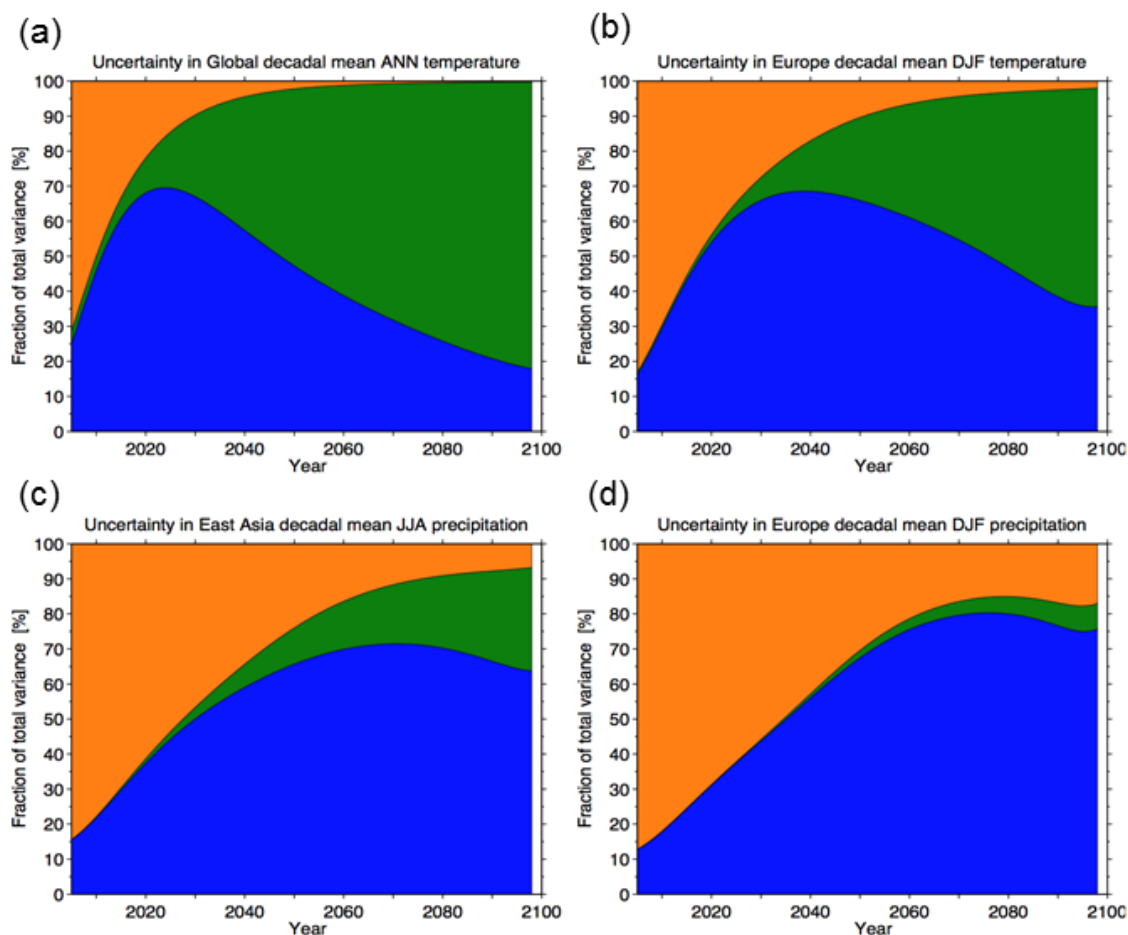 (a)
Uncertainty in Global decadal mean ANN temperature
Fraction of total variance [%]
100
90
80
70
60
50
40
30
20
10
0
2020 2040 2060 2080 2100
Year
(b)
Uncertainty in Europe decadal mean DJF temperature
Fraction of total variance [%]
100
90
80
70
60
50
40
30
20
10
0
2020 2040 2060 2080 2100
Year
(c)
Uncertainty in East Asia decadal mean JJA precipitation
Fraction of total variance [%]
100
90
80
70
60
50
40
30
20
10
0
2020 2040 2060 2080 2100
Year
(d)
Uncertainty in Europe decadal mean DJF precipitation
Fraction of total variance [%]
100
90
80
70
60
50
40
30
20
10
0
2020 2040 2060 2080 2100
Year